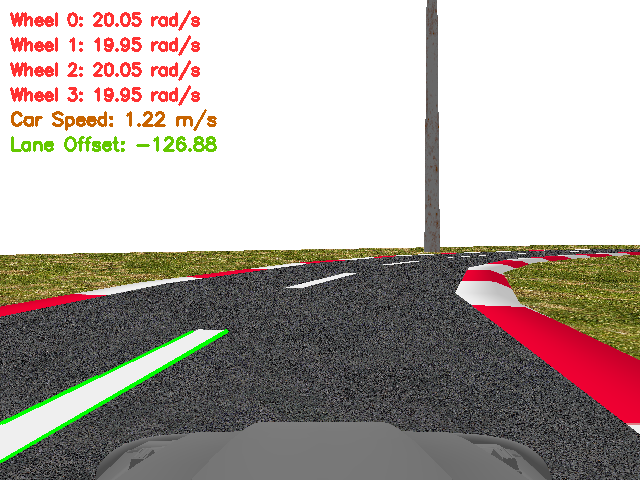 Wheel 0: 20.05 rad/s
Wheel 1: 19.95 rad/s
Wheel 2: 20.05 rad/s
Wheel 3: 19.95 rad/s
Car Speed: 1.22 m/s
Lane Offset: -126.88